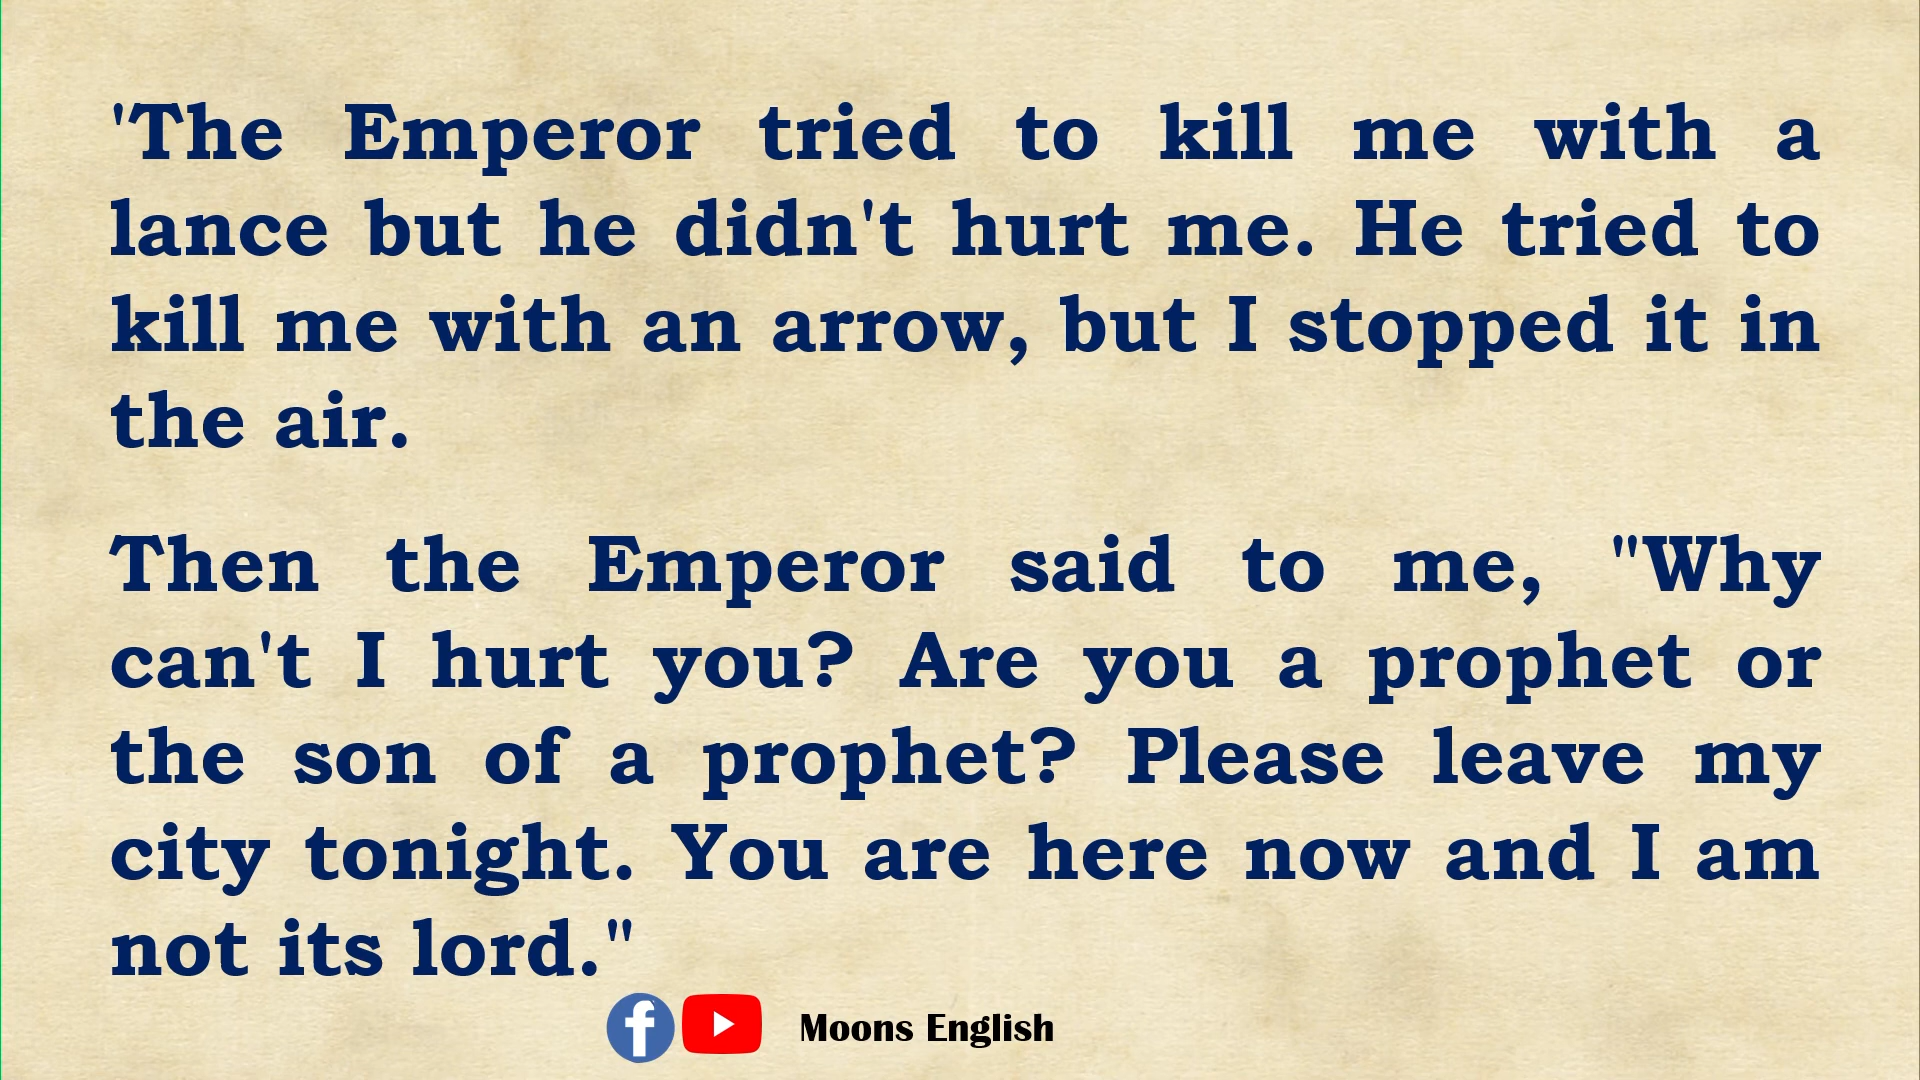 'The Emperor tried to kill me with a
lance but he didn't hurt me. He tried to
kill me with an arrow, but I stopped it in
the air.
Then the Emperor said to me, "Why
can't I hurt you? Are you a prophet or
the son of a prophet? Please leave my
city tonight. You are here now and I am
not its lord."
f
Moons English